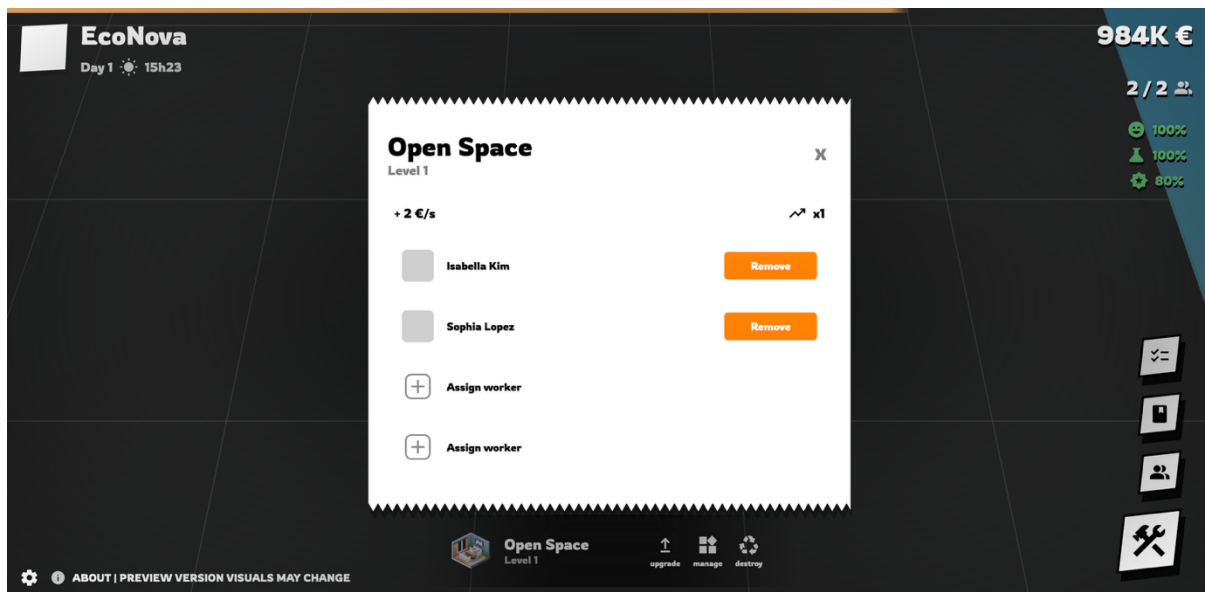 EcoNova
Day 1 15h23
984K €
2 / 2
100%
100%
80%
Open Space
X
Level 1
+ 2 €/s
x1
Isabella Kim
Remove
Sophia Lopez
Remove
Assign worker
Assign worker
Open Space
Level 1
upgrade
manage
destroy
ABOUT | PREVIEW VERSION VISUALS MAY CHANGE